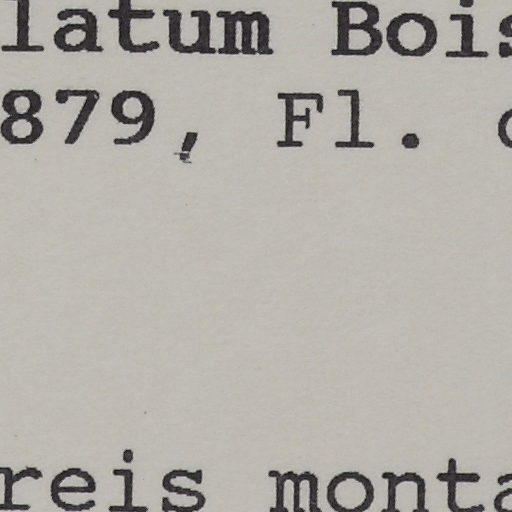 latum Bois
879, Fl. o
reis monta